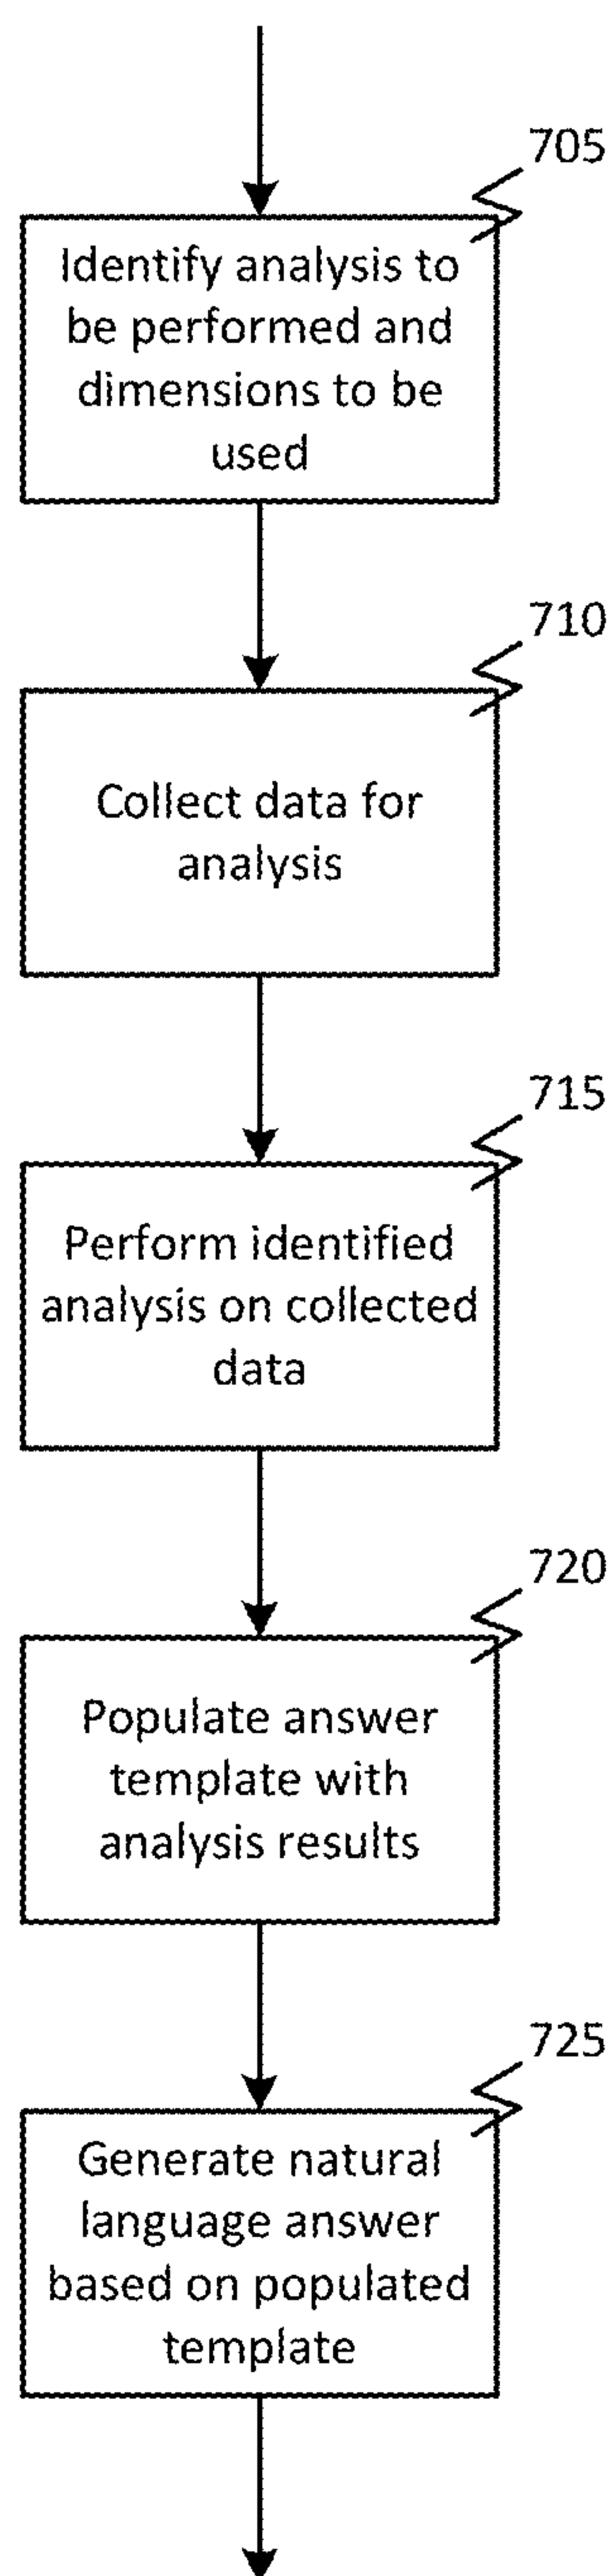 705
Identify analysis to
be performed and
dimensions to be
used
710
Collect data for
analysis
715
Perform identified
analysis on collected
data
720
Populate answer
template with
analysis results
725
Generate natural
language answer
based on populated
template